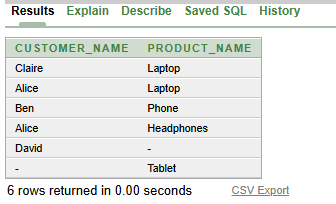 Results Explain Describe Saved SQL History
CUSTOMER_NAME PRODUCT_NAME
Claire Laptop
Alice Laptop
Ben Phone
Alice Headphones
David -
- Tablet
6 rows returned in 0.00 seconds CSV Export